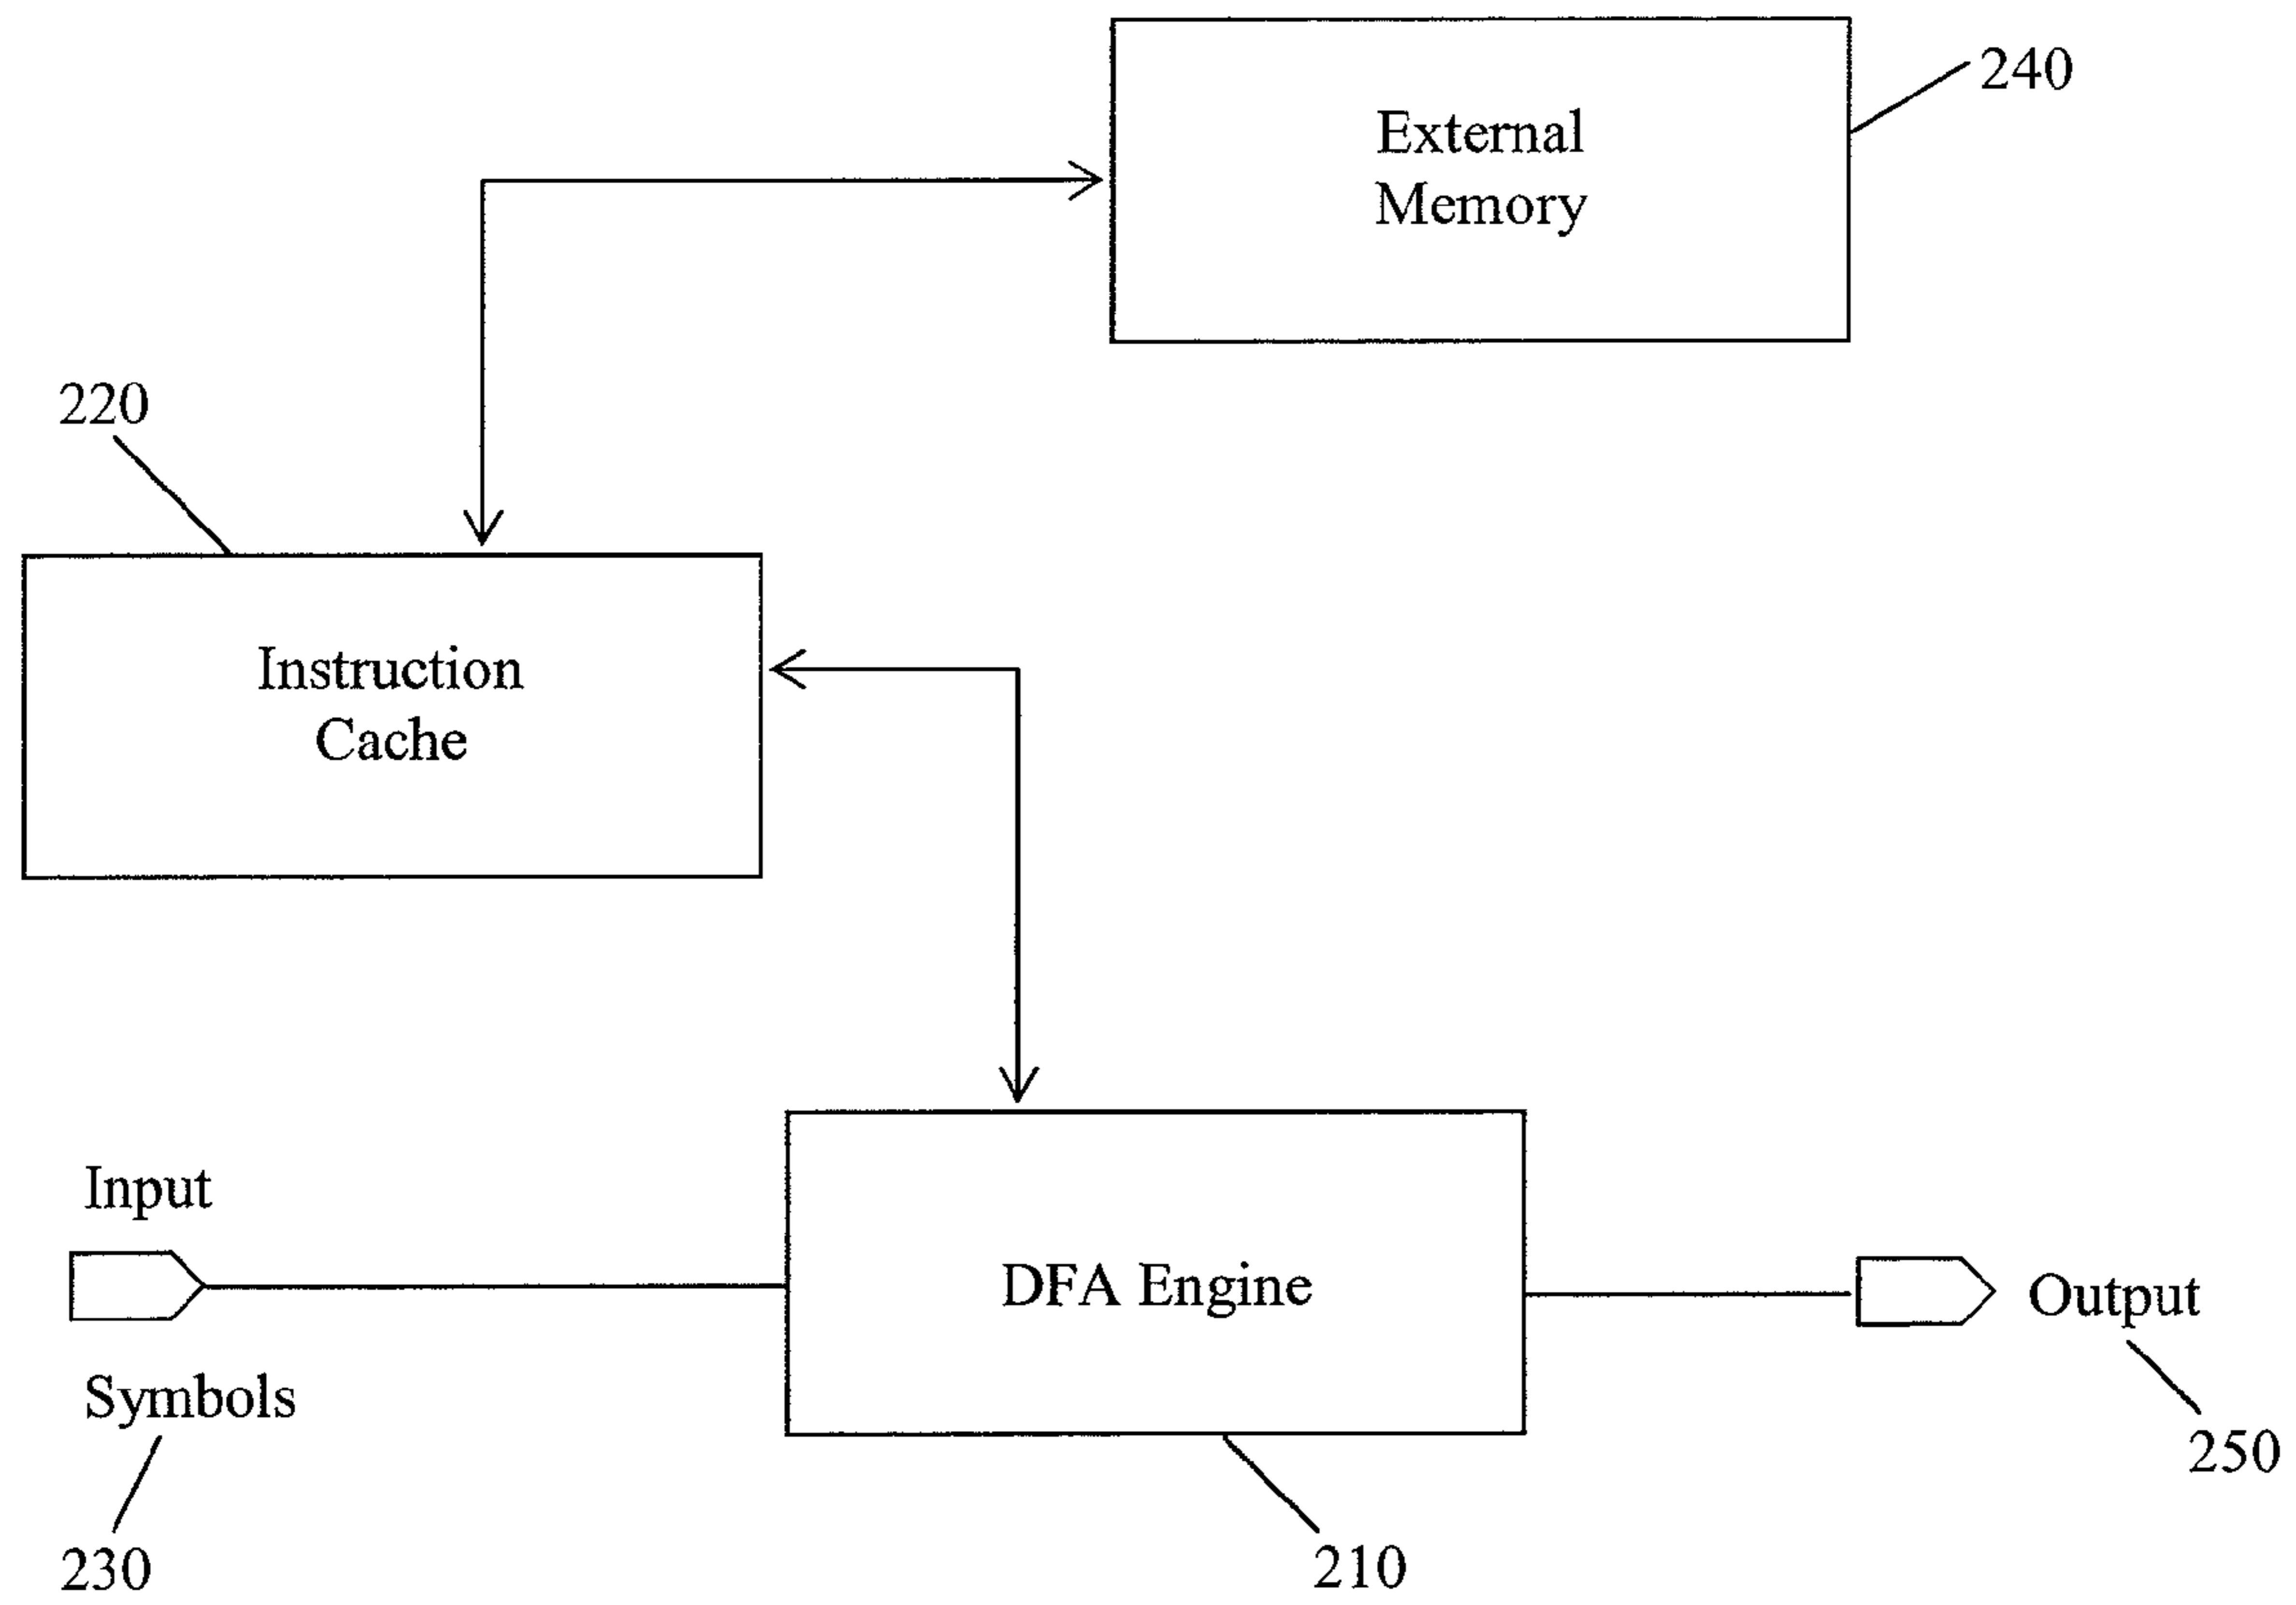 240
External
Memory
220
Instruction
Cache
Input
DFA Engine
Output
Symbols
250
230
210